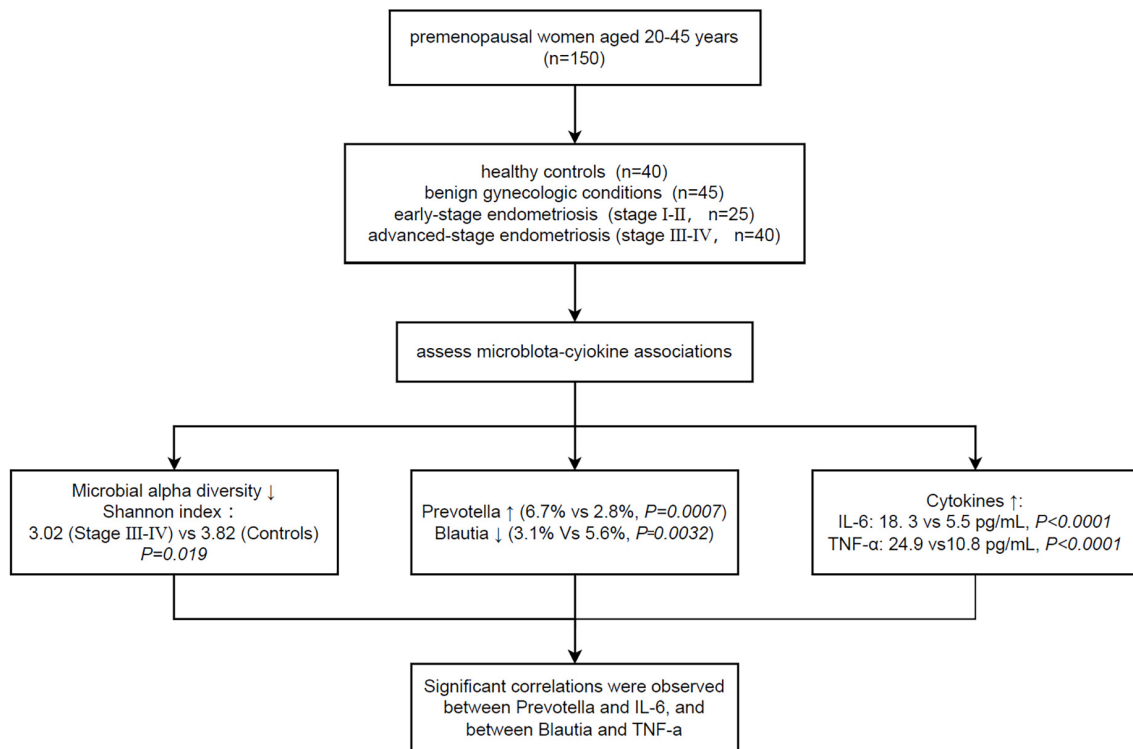 premenopausal women aged 20-45 years
(n=150)
healthy controls (n=40)
benign gynecologic conditions (n=45)
early-stage endometriosis (stage I-II, n=25)
advanced-stage endometriosis (stage III-IV, n=40)
assess microblota-cyiokine associations
Microbial alpha diversity ↓
Shannon index :
3.02 (Stage III-IV) vs 3.82 (Controls)
P=0.019
Prevotella ↑ (6.7% vs 2.8%, P=0.0007)
Blautia ↓ (3.1% Vs 5.6%, P=0.0032)
Cytokines ↑:
IL-6: 18. 3 vs 5.5 pg/mL, P<0.0001
TNF-α: 24.9 vs10.8 pg/mL, P<0.0001
Significant correlations were observed
between Prevotella and IL-6, and
between Blautia and TNF-a